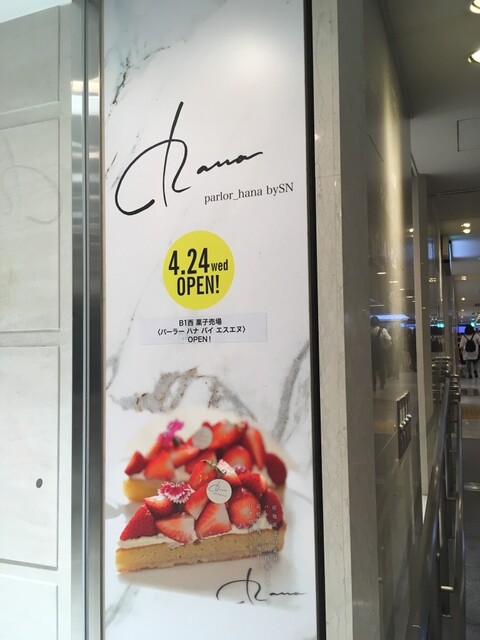 hana
parlor_hana bySN
4.24wed
OPEN!
B1西 菓子売場
〈パーラー ハナ バイ エスエヌ〉
OPEN!
hana